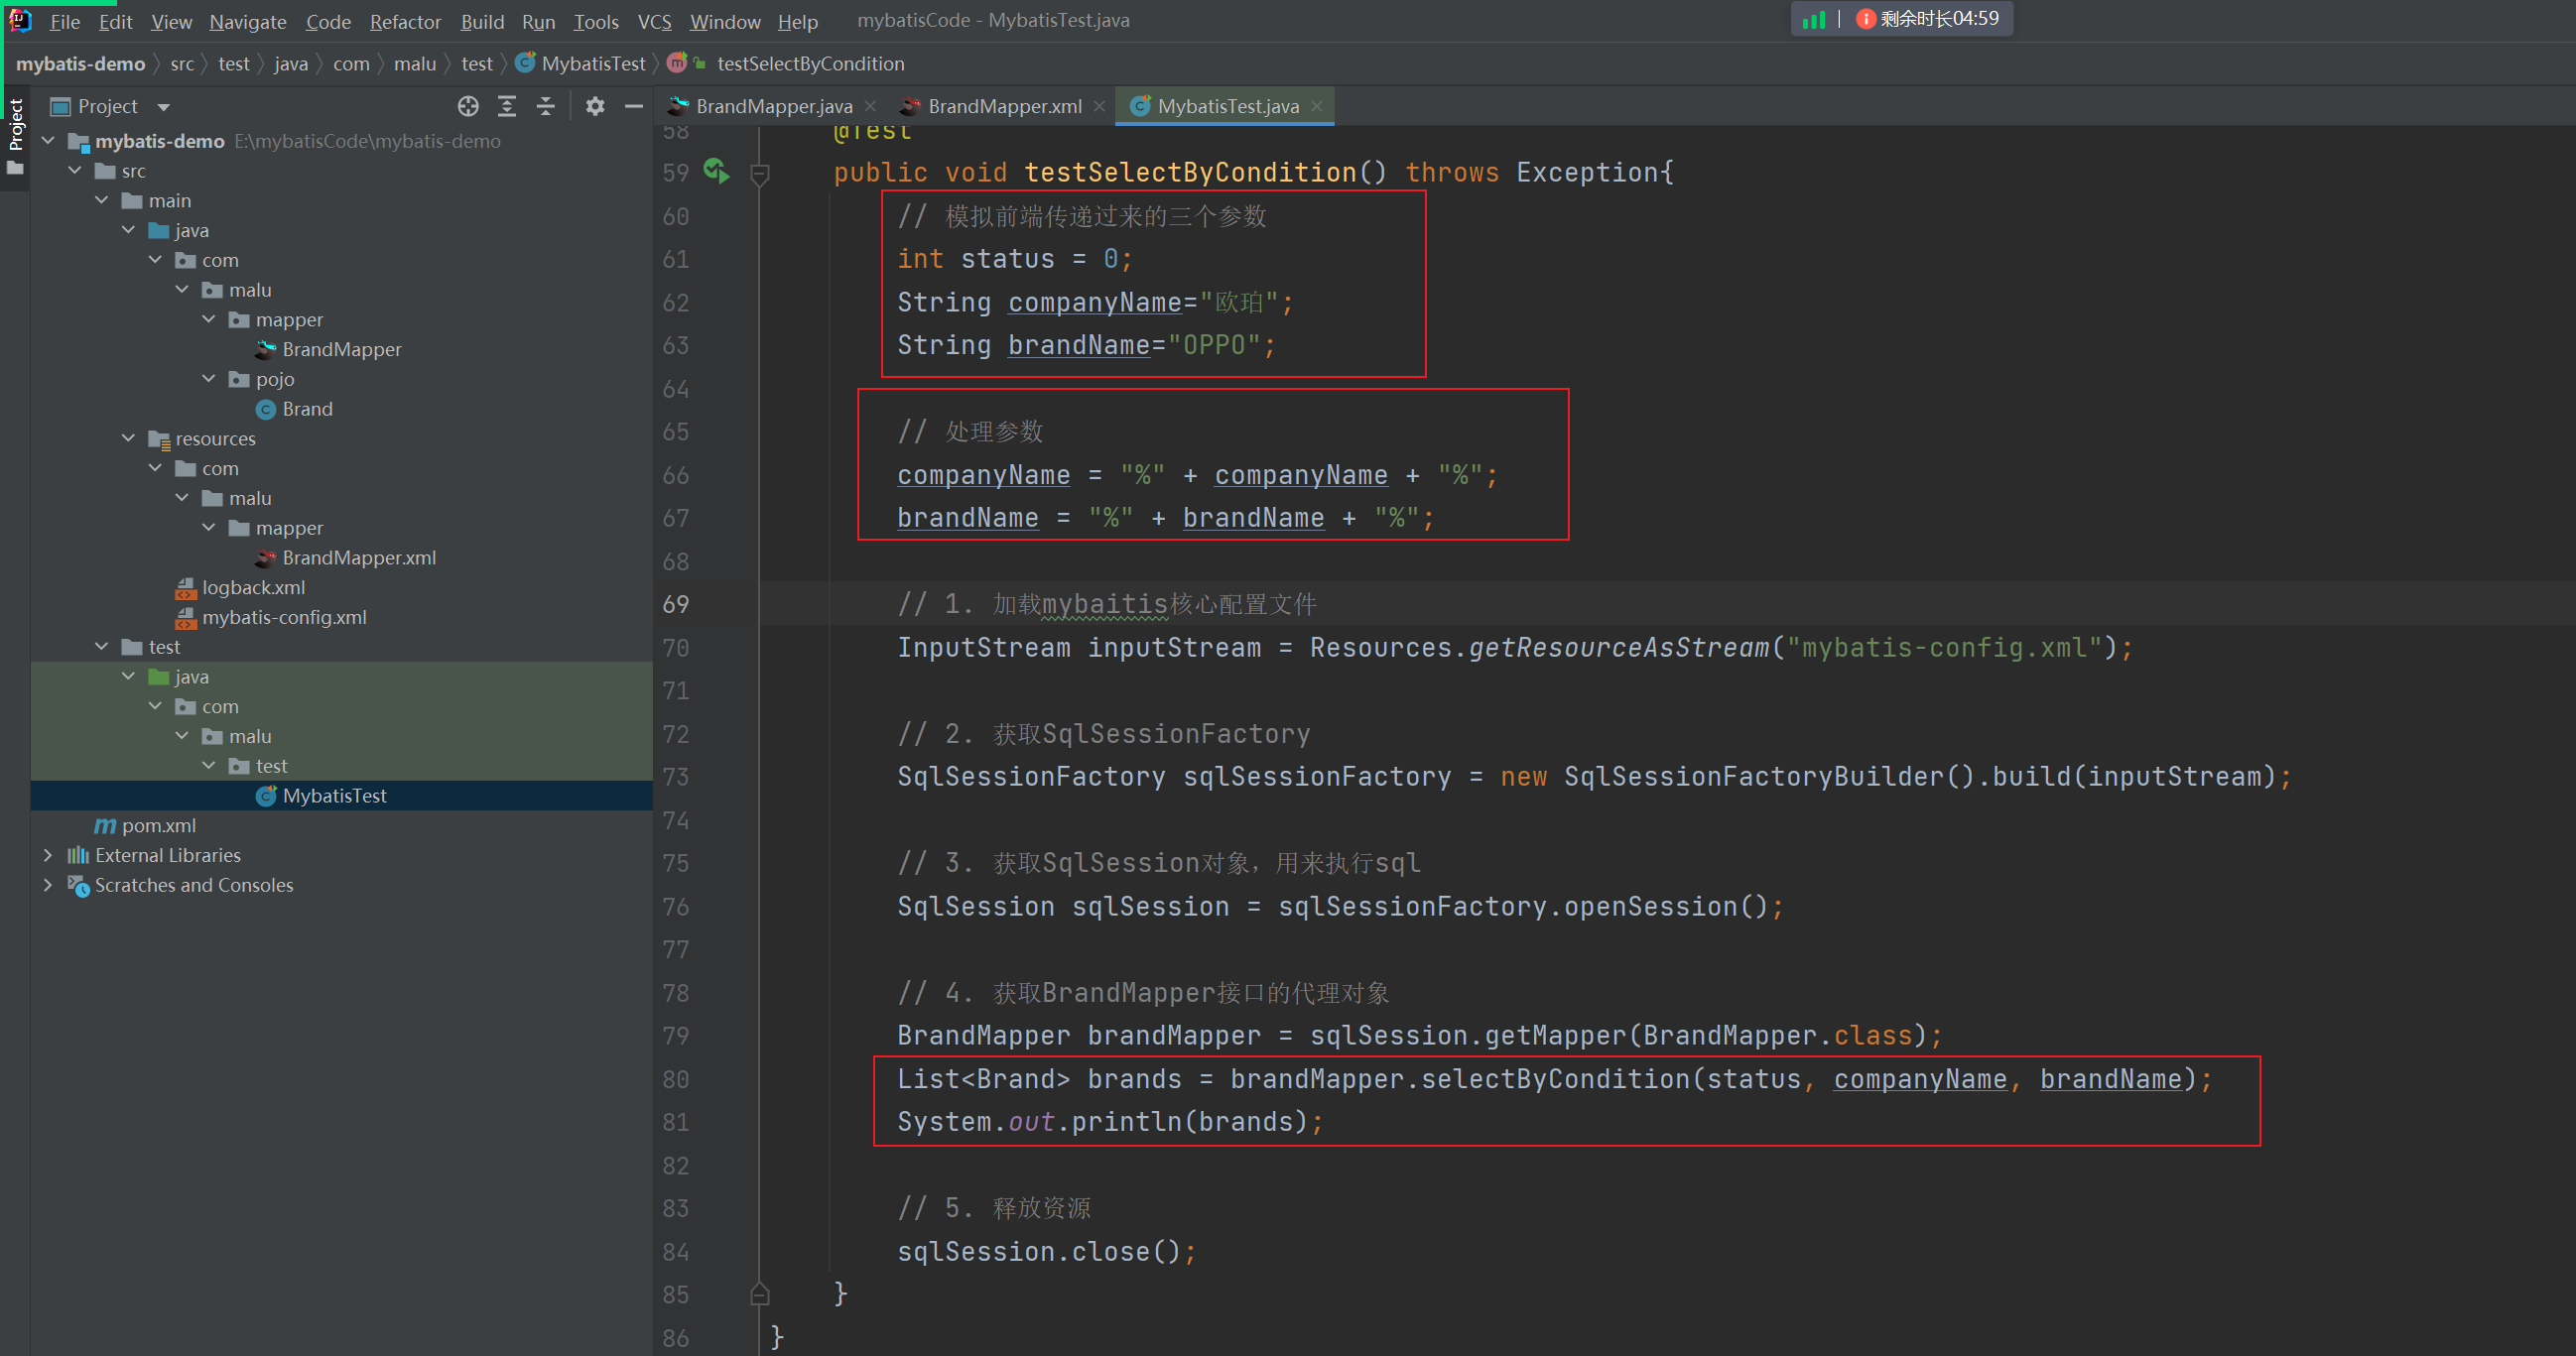 File Edit View Navigate Code Refactor Build Run Tools VCS Window Help mybatisCode - MybatisTest.java
剩余时长04:59
mybatis-demo src test java com malu test MybatisTest testSelectByCondition
Project
Project
BrandMapper.java BrandMapper.xml MybatisTest.java
mybatis-demo E:\mybatisCode\mybatis-demo
src
main
java
com
malu
mapper
BrandMapper
pojo
Brand
resources
com
malu
mapper
BrandMapper.xml
logback.xml
mybatis-config.xml
test
java
com
malu
test
MybatisTest
pom.xml
External Libraries
Scratches and Consoles
58 @Test
59 public void testSelectByCondition() throws Exception{
60 // 模拟前端传递过来的三个参数
61 int status = 0;
62 String companyName="欧珀";
63 String brandName="OPPO";
64
65 // 处理参数
66 companyName = "%" + companyName + "%";
67 brandName = "%" + brandName + "%";
68
69 // 1. 加载mybaitis核心配置文件
70 InputStream inputStream = Resources.getResourceAsStream("mybatis-config.xml");
71
72 // 2. 获取SqlSessionFactory
73 SqlSessionFactory sqlSessionFactory = new SqlSessionFactoryBuilder().build(inputStream);
74
75 // 3. 获取SqlSession对象，用来执行sql
76 SqlSession sqlSession = sqlSessionFactory.openSession();
77
78 // 4. 获取BrandMapper接口的代理对象
79 BrandMapper brandMapper = sqlSession.getMapper(BrandMapper.class);
80 List<Brand> brands = brandMapper.selectByCondition(status, companyName, brandName);
81 System.out.println(brands);
82
83 // 5. 释放资源
84 sqlSession.close();
85 }
86 }